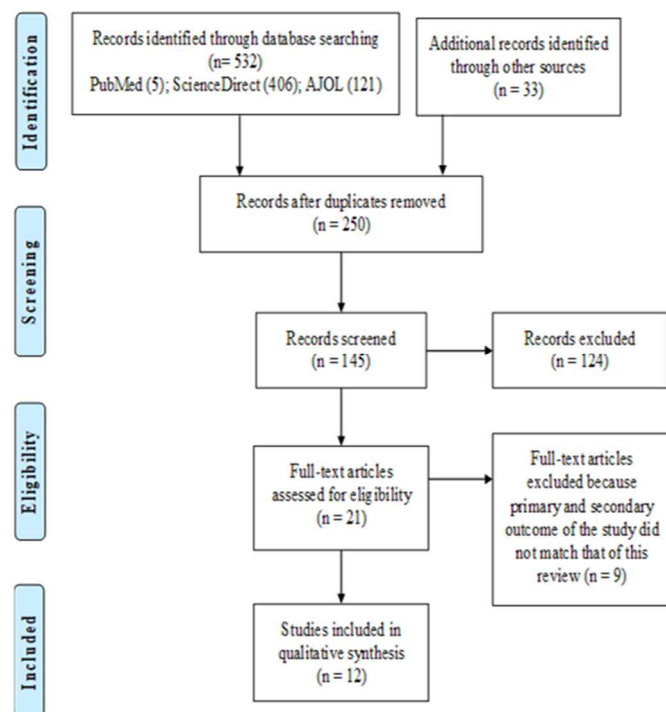 Identification
Records identified through database searching
(n= 532)
PubMed (5); ScienceDirect (406); AJOL (121)
Additional records identified
through other sources
(n = 33)
Records after duplicates removed
(n = 250)
Screening
Records screened
(n = 145)
Records excluded
(n = 124)
Eligibility
Full-text articles
assessed for eligibility
(n = 21)
Full-text articles
excluded because
primary and secondary
outcome of the study did
not match that of this
review (n = 9)
Included
Studies included in
qualitative synthesis
(n = 12)